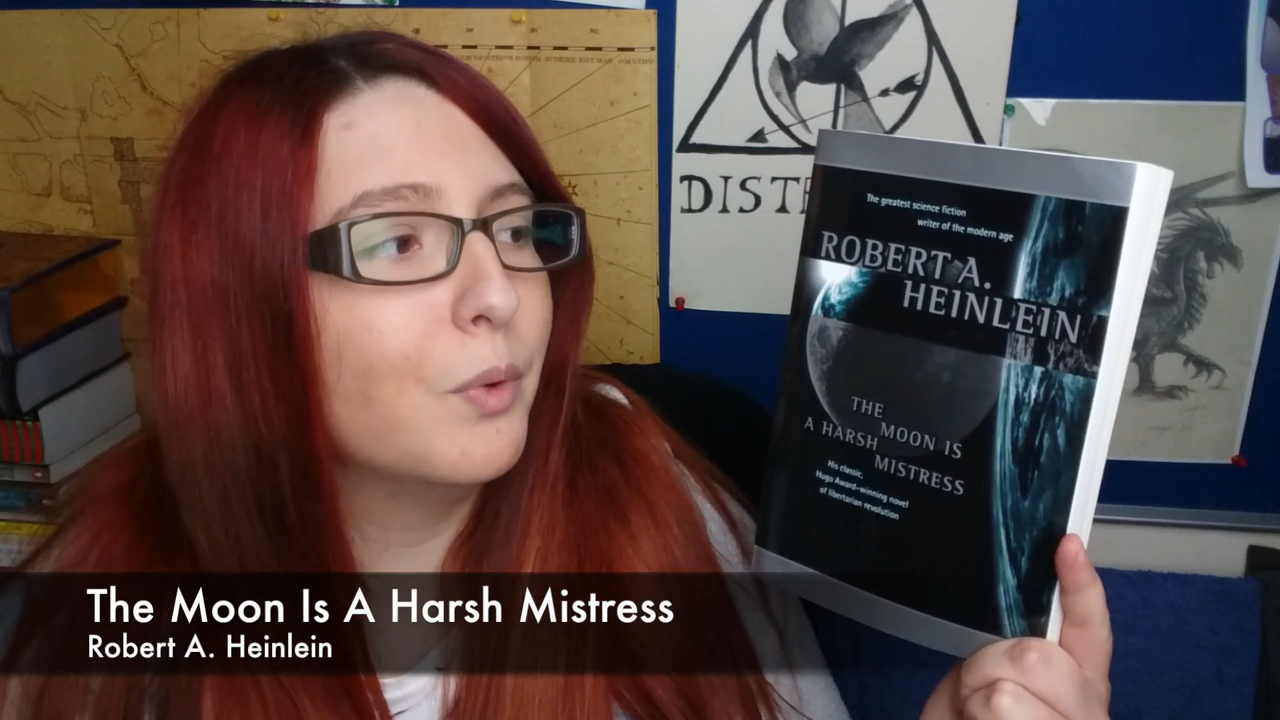 DIST
The greatest science fiction
writer of the modern age
ROBERT A.
HEINLEIN
THE
MOON IS
A HARSH
MISTRESS
His classic,
Hugo Award–winning novel
of libertarian revolution
The Moon Is A Harsh Mistress
Robert A. Heinlein